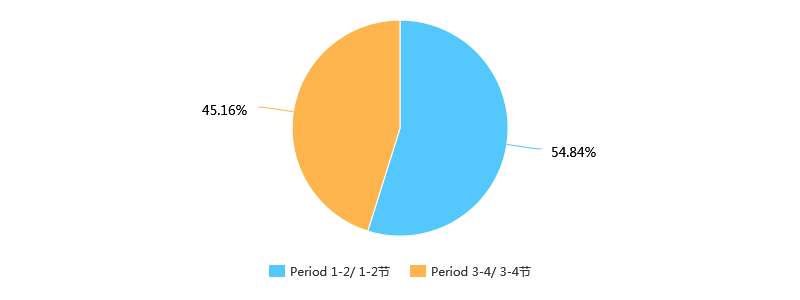 45.16%
54.84%
Period 1-2/ 1-2节
Period 3-4/ 3-4节